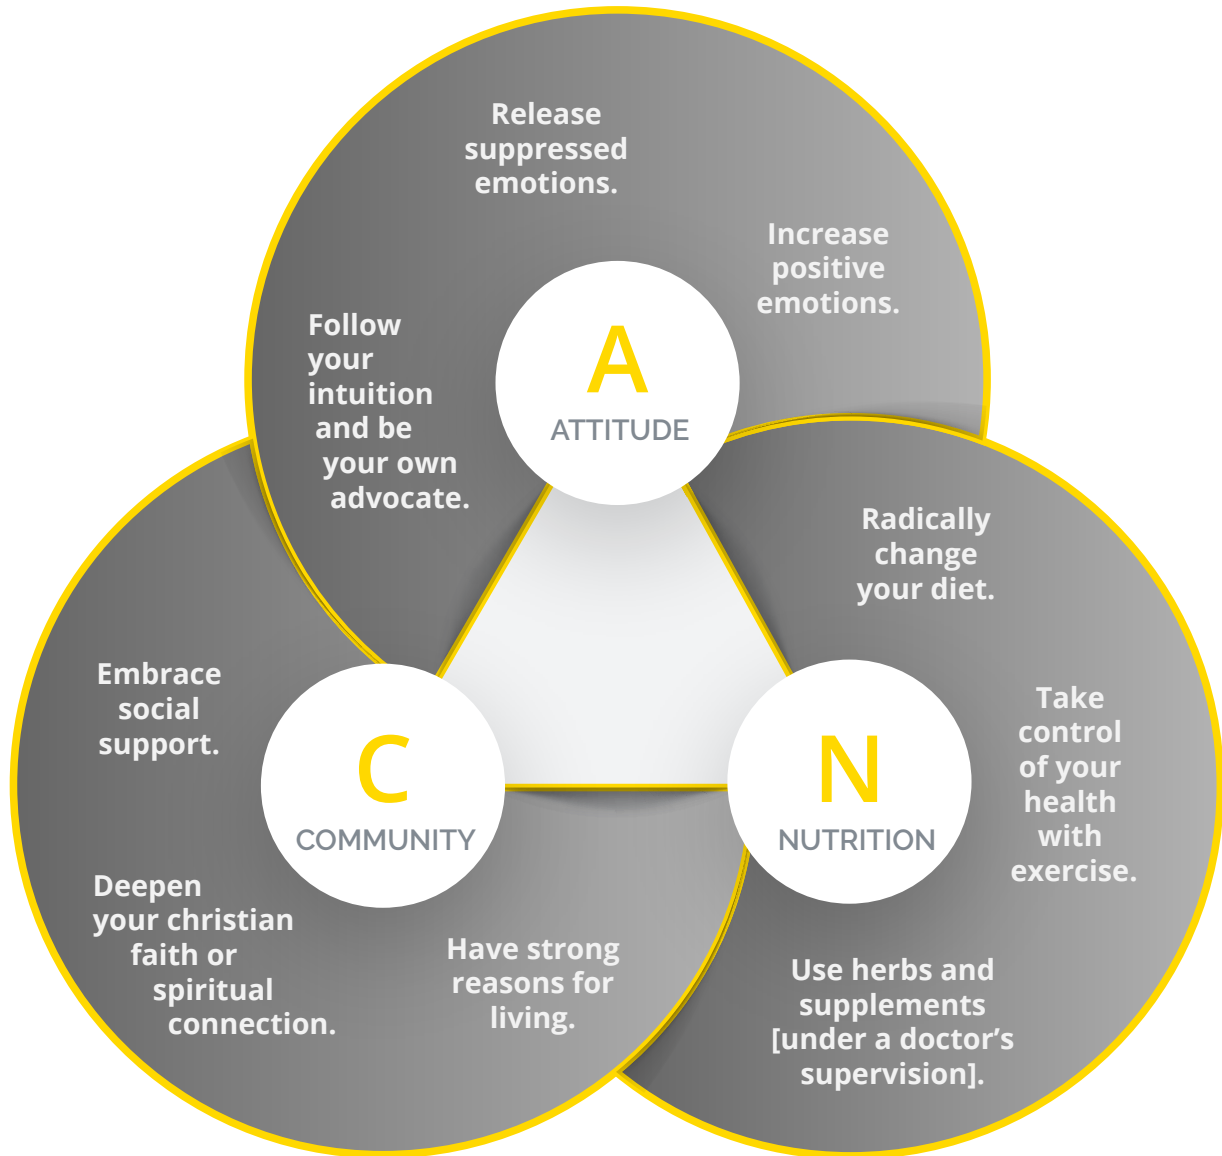 Release
suppressed
emotions.
Increase
positive
emotions.
Follow
your
intuition
and be
your own
advocate.
A
ATTITUDE
Radically
change
your diet.
Take
control
of your
health
with
exercise.
Use herbs and
supplements
[under a doctor’s
supervision].
N
NUTRITION
Embrace
social
support.
Deepen
your christian
faith or
spiritual
connection.
Have strong
reasons for
living.
C
COMMUNITY